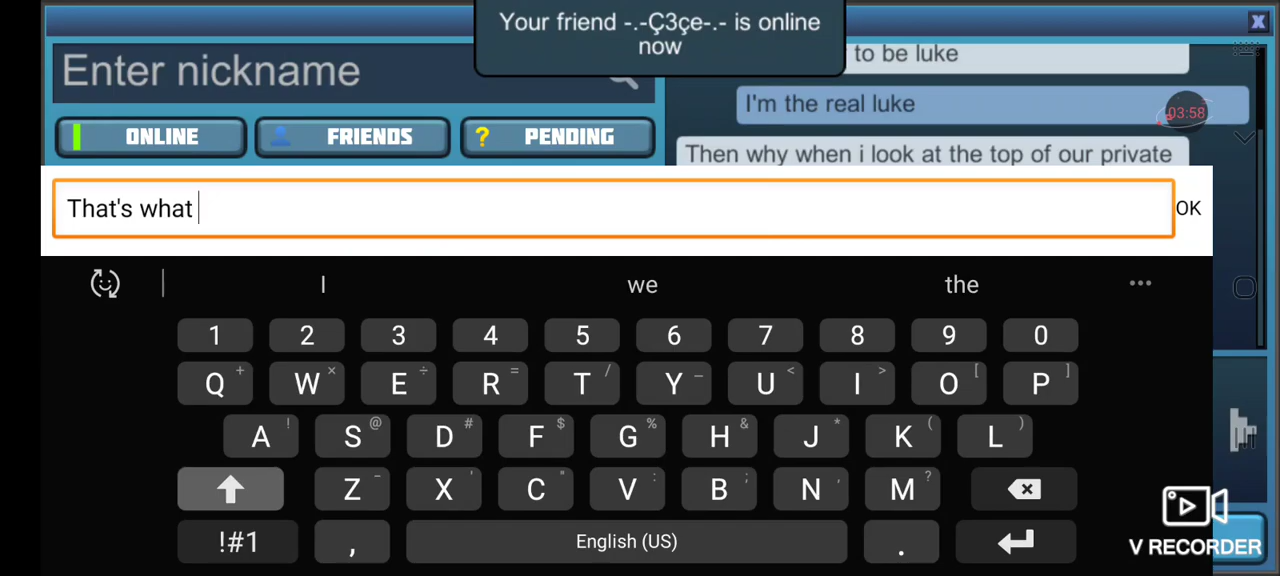 Your friend -.-Ç3çe-.- is online
now
X
Enter nickname
to be luke
I'm the real luke
03:58
ONLINE
FRIENDS
? PENDING
Then why when i look at the top of our private
That's what
OK
I we the ...
1 2 3 4 5 6 7 8 9 0
Q + W × E ÷ R = T / Y _ U < I > O [ P ]
A ! S @ D # F $ G % H & J * K ( L )
Z - X ' C " V : B ; N , M ?
!#1 , English (US) .
V RECORDER